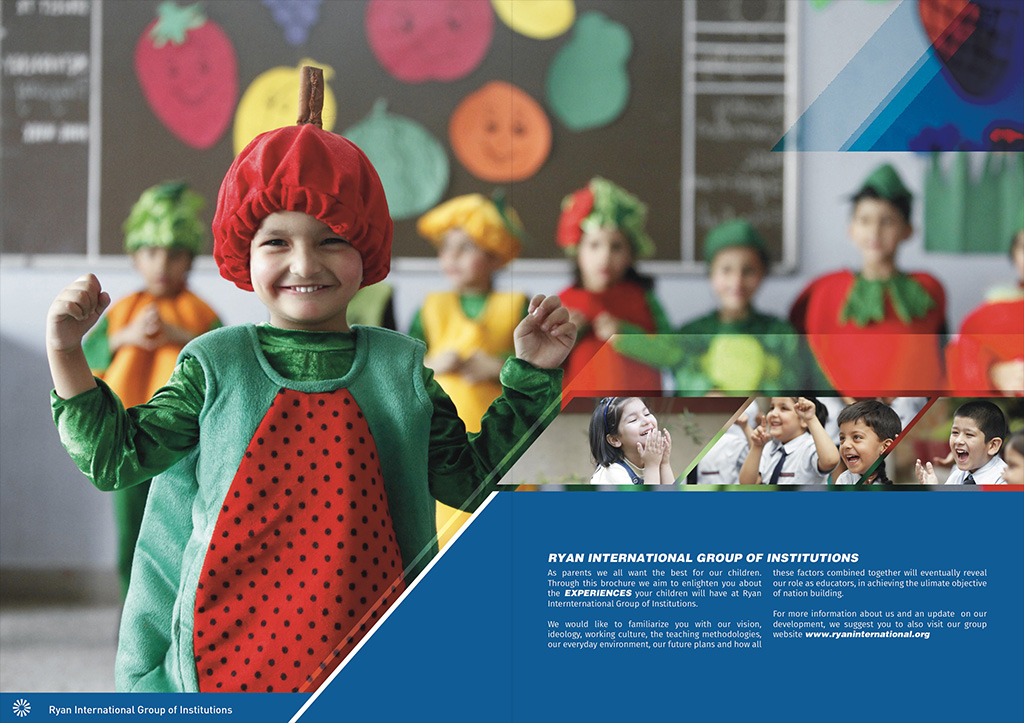 RYAN INTERNATIONAL GROUP OF INSTITUTIONS
As parents we all want the best for our children.
Through this brochure we aim to enlighten you about
the EXPERIENCES your children will have at Ryan
Internternational Group of Institutions.
We would like to familiarize you with our vision,
ideology, working culture, the teaching methodologies,
our everyday environment, our future plans and how all
these factors combined together will eventually reveal
our role as educators, in achieving the ulimate objective
of nation building.
For more information about us and an update on our
development, we suggest you to also visit our group
website www.ryaninternational.org
Ryan International Group of Institutions